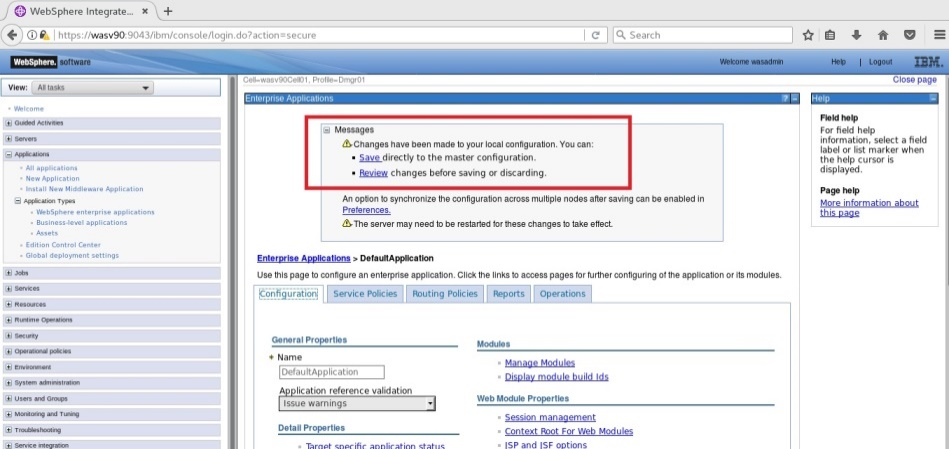 WebSphere Integrate...
https://wasv90:9043/ibm/console/login.do?action=secure
Search
WebSphere. software
Welcome wasadmin
Help | Logout
IBM.
View: All tasks
Cell=wasv90Cell01, Profile=Dmgr01
Close page
Welcome
Guided Activities
Servers
Applications
All applications
New Application
Install New Middleware Application
Application Types
WebSphere enterprise applications
Business-level applications
Assets
Edition Control Center
Global deployment settings
Jobs
Services
Resources
Runtime Operations
Security
Operational policies
Environment
System administration
Users and Groups
Monitoring and Tuning
Troubleshooting
Service integration
Enterprise Applications
Messages
Changes have been made to your local configuration. You can:
Save directly to the master configuration.
Review changes before saving or discarding.
An option to synchronize the configuration across multiple nodes after saving can be enabled in
Preferences.
The server may need to be restarted for these changes to take effect.
Enterprise Applications > DefaultApplication
Use this page to configure an enterprise application. Click the links to access pages for further configuring of the application or its modules.
Configuration
Service Policies
Routing Policies
Reports
Operations
General Properties
Name
DefaultApplication
Application reference validation
Issue warnings
Detail Properties
Target specific application status
Modules
Manage Modules
Display module build Ids
Web Module Properties
Session management
Context Root For Web Modules
JSP and JSF options
Help
Field help
For field help
information, select a field
label or list marker when
the help cursor is
displayed.
Page help
More information about
this page